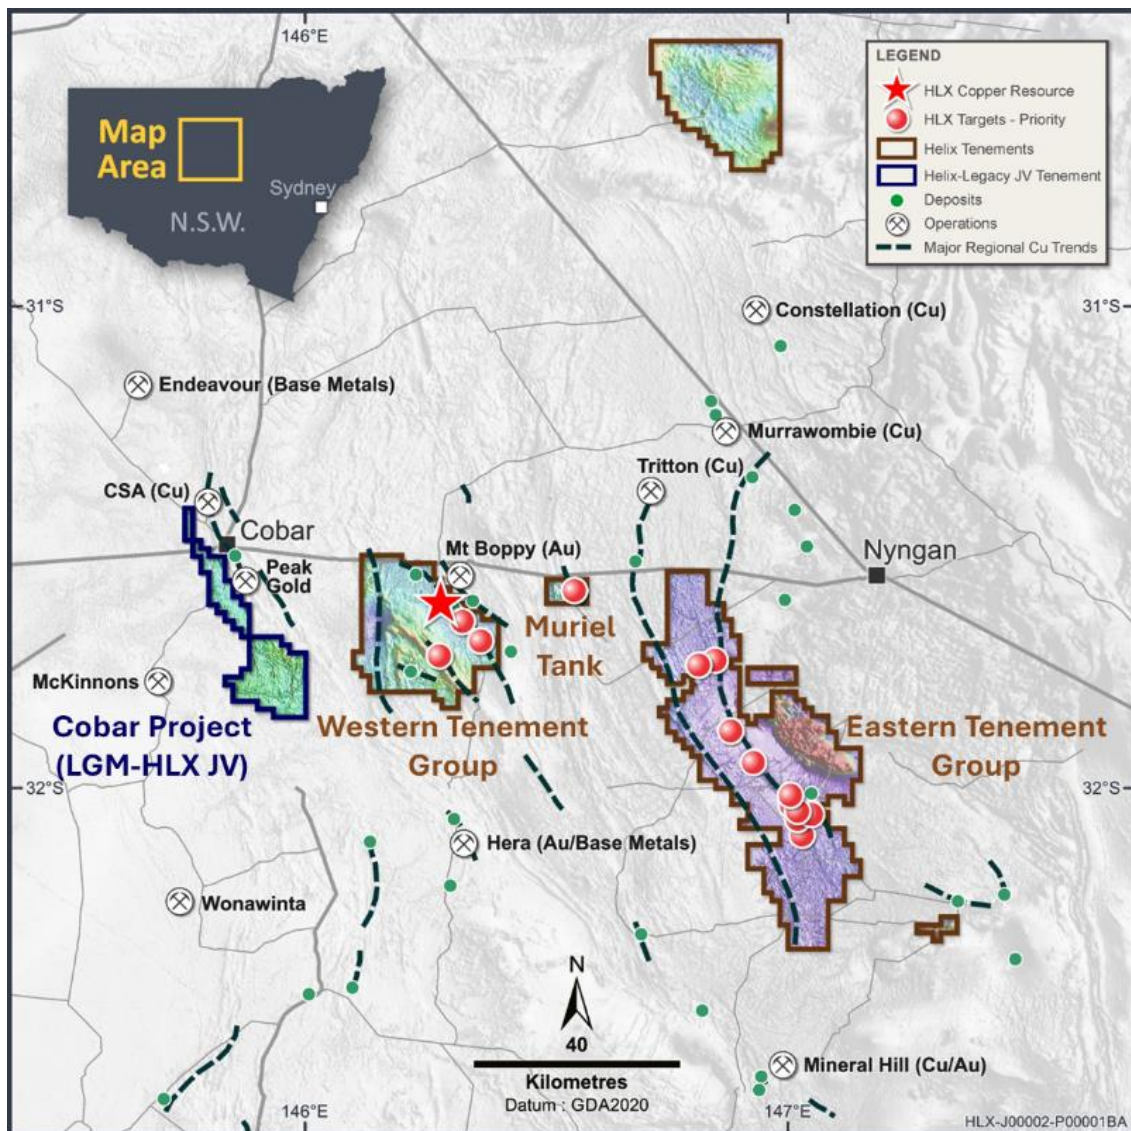 146°E
LEGEND
HLX Copper Resource
HLX Targets - Priority
Helix Tenements
Helix-Legacy JV Tenement
Deposits
Operations
Major Regional Cu Trends
Map
Area
Sydney
N.S.W.
31°S
31°S
Constellation (Cu)
Endeavour (Base Metals)
Murrawombie (Cu)
Tritton (Cu)
CSA (Cu)
Cobar
Mt Boppy (Au)
Nyngan
Peak
Gold
Muriel
Tank
McKinnons
Cobar Project
(LGM-HLX JV)
Western Tenement
Group
Eastern Tenement
Group
32°S
32°S
Hera (Au/Base Metals)
Wonawinta
N
40
Kilometres
Datum : GDA2020
Mineral Hill (Cu/Au)
146°E
147°E
HLX-J00002-P00001BA